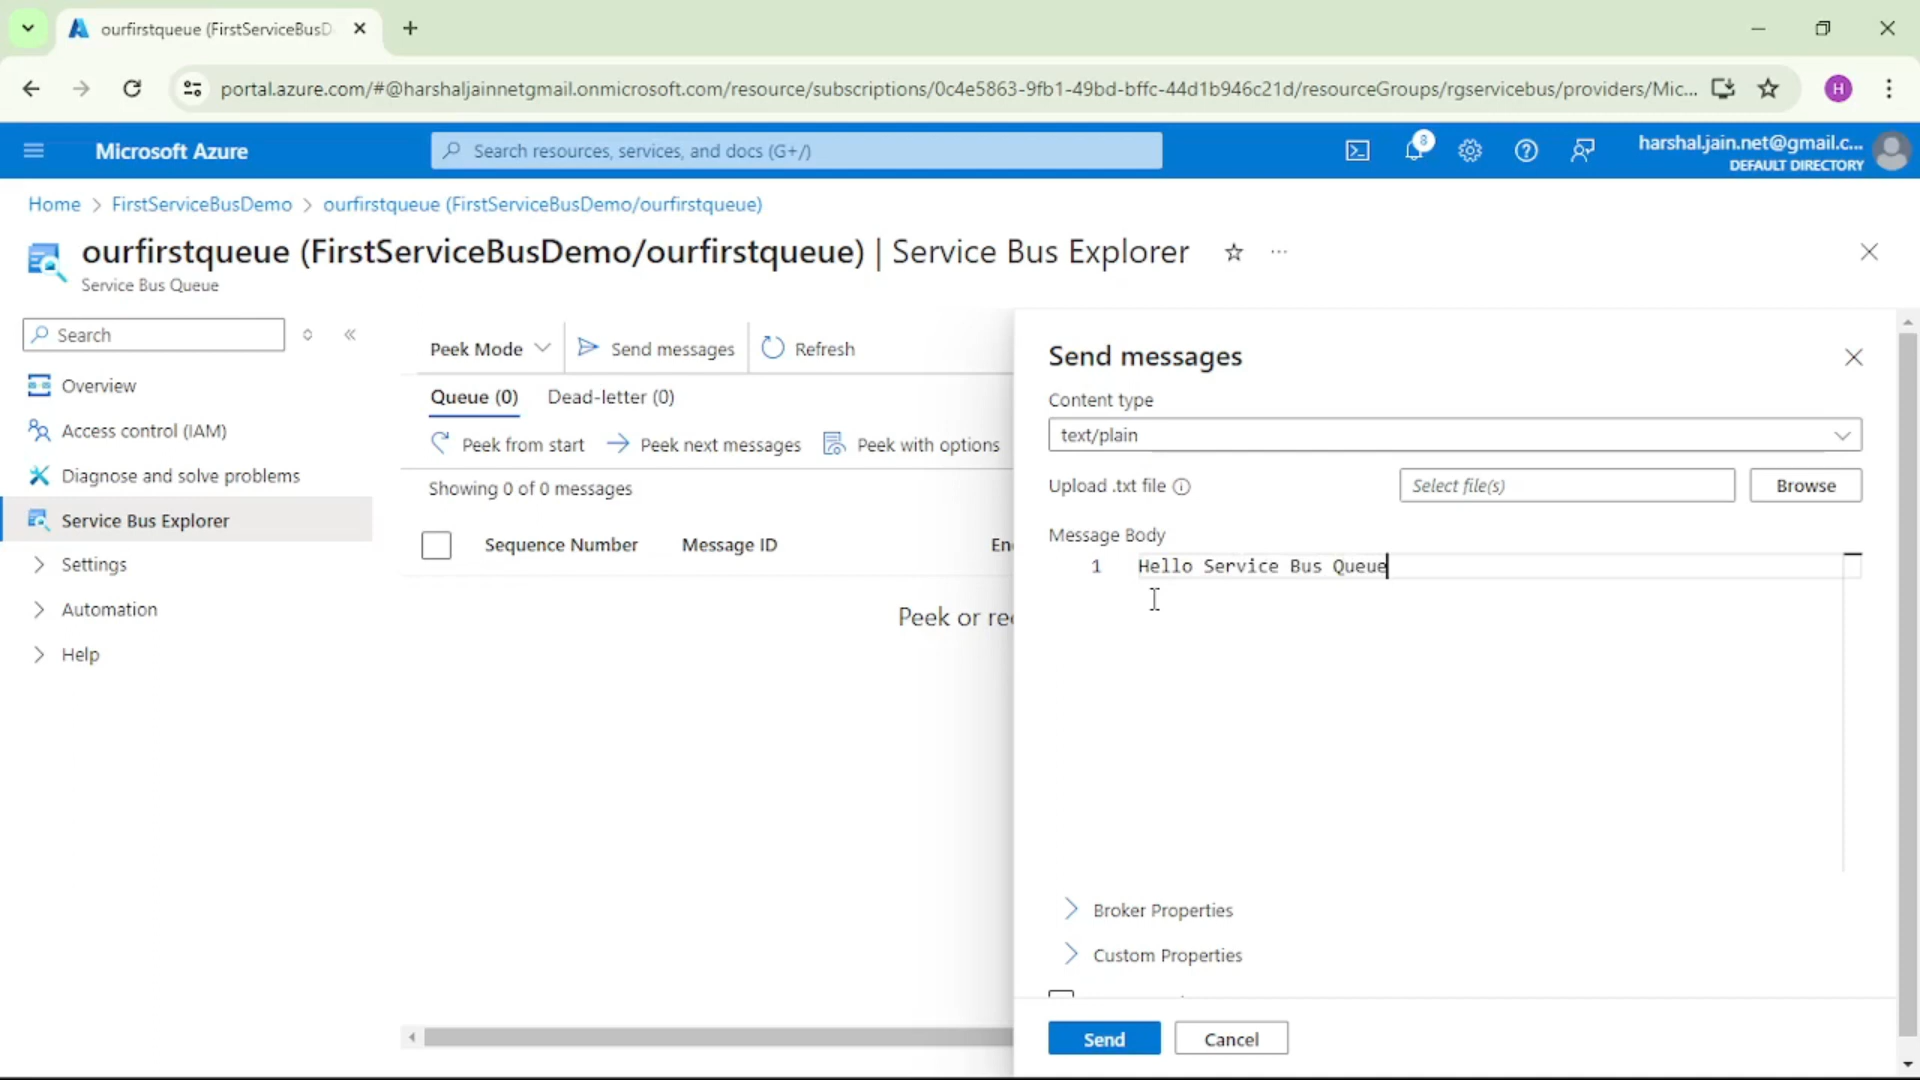 ourfirstqueue (FirstServiceBusD
portal.azure.com/#@harshaljainnetgmail.onmicrosoft.com/resource/subscriptions/0c4e5863-9fb1-49bd-bffc-44d1b946c21d/resourceGroups/rgservicebus/providers/Mic...
H
Microsoft Azure
Search resources, services, and docs (G+/)
8
harshal.jain.net@gmail.c...
DEFAULT DIRECTORY
Home > FirstServiceBusDemo > ourfirstqueue (FirstServiceBusDemo/ourfirstqueue)
ourfirstqueue (FirstServiceBusDemo/ourfirstqueue) | Service Bus Explorer
Service Bus Queue
Search
Overview
Access control (IAM)
Diagnose and solve problems
Service Bus Explorer
Settings
Automation
Help
Peek Mode
Send messages
Refresh
Queue (0)
Dead-letter (0)
Peek from start
Peek next messages
Peek with options
Showing 0 of 0 messages
Sequence Number
Message ID
En
Peek or re
Send messages
Content type
text/plain
Upload .txt file
Select file(s)
Browse
Message Body
1 Hello Service Bus Queue
Broker Properties
Custom Properties
Send
Cancel